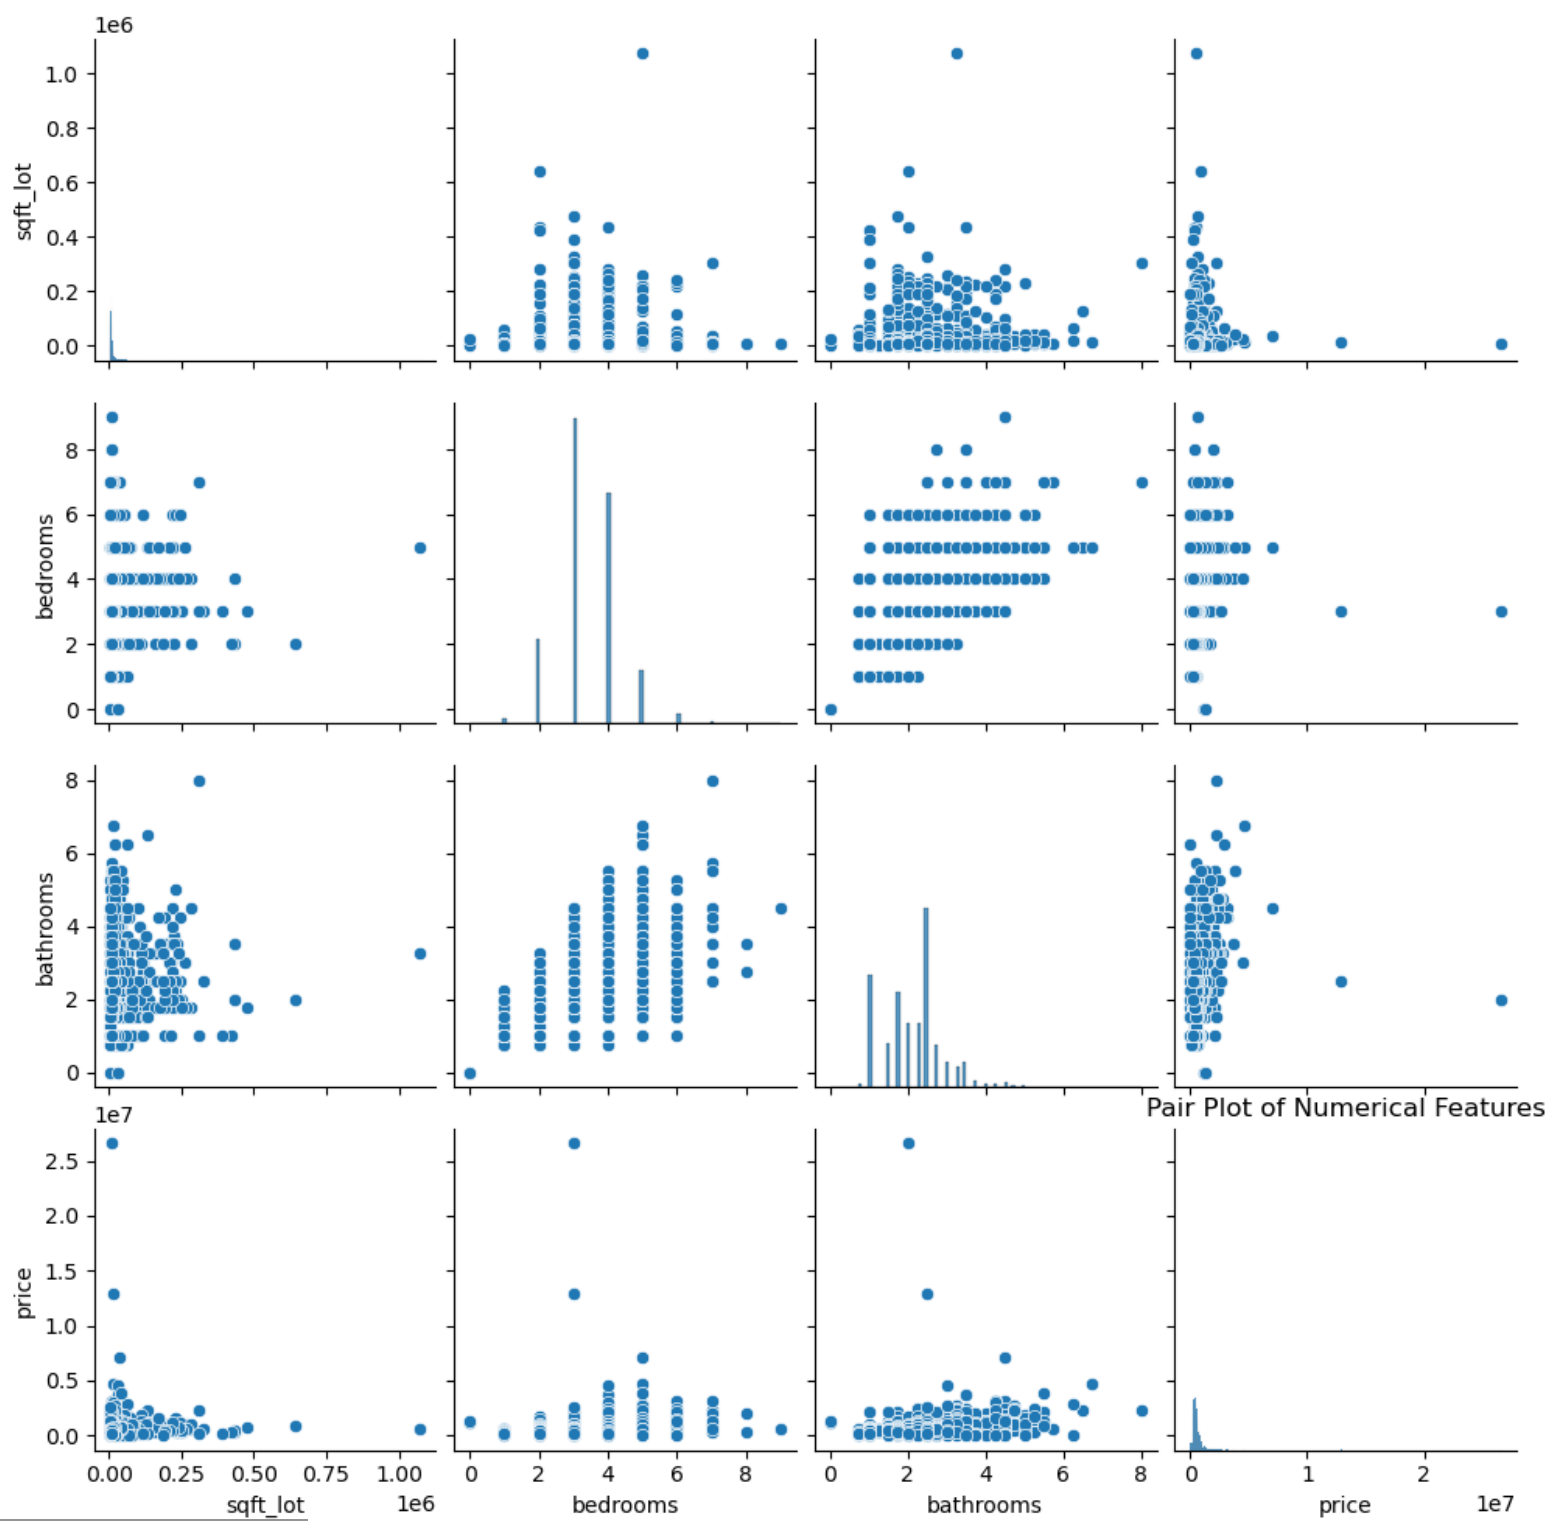 1e6
1.0
0.8
0.6
0.4
0.2
0.0
sqft_lot
8
6
4
2
0
bedrooms
8
6
4
2
0
bathrooms
Pair Plot of Numerical Features
1e7
2.5
2.0
1.5
1.0
0.5
0.0
price
0.00 0.25 0.50 0.75 1.00
0 2 4 6 8
0 2 4 6 8
0 1 2
sqft_lot 1e6
bedrooms
bathrooms
price 1e7